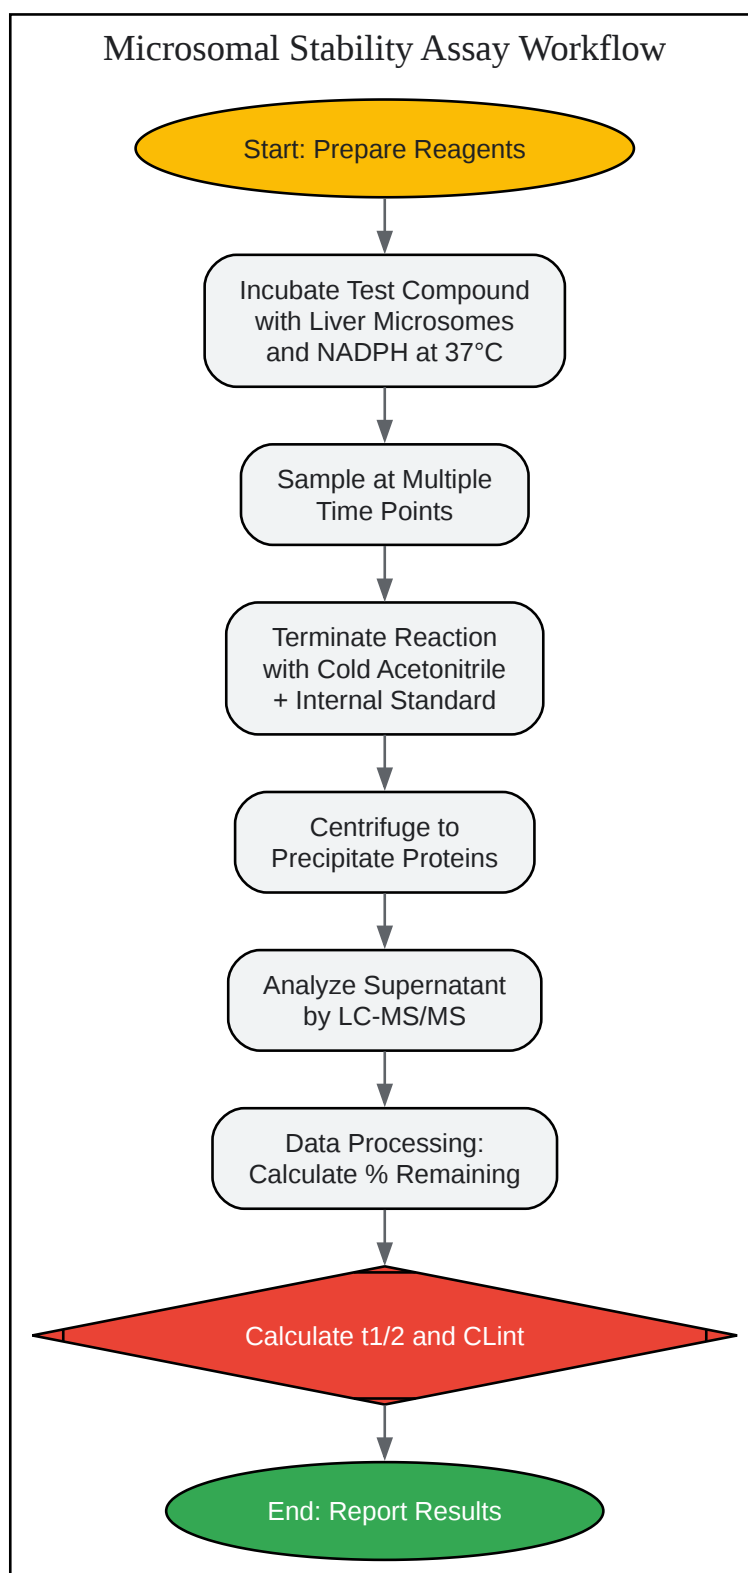 Microsomal Stability Assay Workflow
Start: Prepare Reagents
Incubate Test Compound
with Liver Microsomes
and NADPH at 37°C
Sample at Multiple
Time Points
Terminate Reaction
with Cold Acetonitrile
+ Internal Standard
Centrifuge to
Precipitate Proteins
Analyze Supernatant
by LC-MS/MS
Data Processing:
Calculate % Remaining
Calculate t1/2 and CLint
End: Report Results